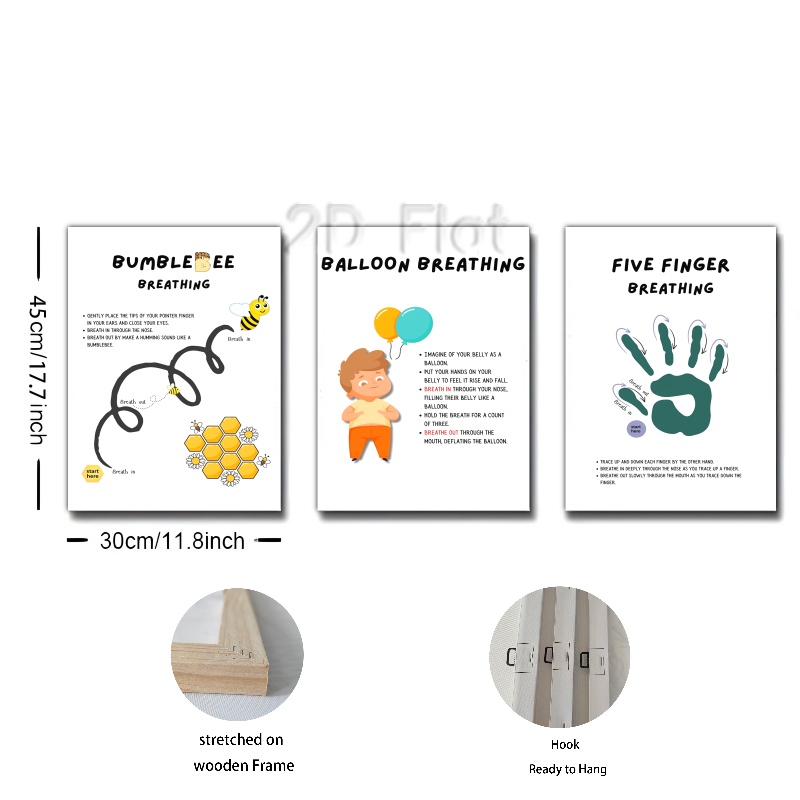 2D Flat
BUMBLE EE
BREATHING
GENTLY PLACE THE TIPS OF YOUR POINTER FINGER
IN YOUR EARS AND CLOSE YOUR EYES.
BREATH IN THROUGH THE NOSE.
BREATH OUT BY MAKE A HUMMING SOUND LIKE A
BUMBLEBEE.
Breath in
Breath out
start
here
Breath in
BALLOON BREATHING
IMAGINE OF YOUR BELLY AS A
BALLOON.
PUT YOUR HANDS ON YOUR
BELLY TO FEEL IT RISE AND FALL.
BREATH IN THROUGH YOUR NOSE,
FILLING THEIR BELLY LIKE A
BALLOON.
HOLD THE BREATH FOR A COUNT
OF THREE.
BREATHE OUT THROUGH THE
MOUTH, DEFLATING THE BALLOON.
FIVE FINGER
BREATHING
Breath out
Breath in
start
here
TRACE UP AND DOWN EACH FINGER BY THE OTHER HAND.
BREATHE IN DEEPLY THROUGH THE NOSE AS YOU TRACE UP A FINGER.
BREATHE OUT SLOWLY THROUGH THE MOUTH AS YOU TRACE DOWN THE
FINGER.
45cm/17.7inch
30cm/11.8inch
stretched on
wooden Frame
Hook
Ready to Hang